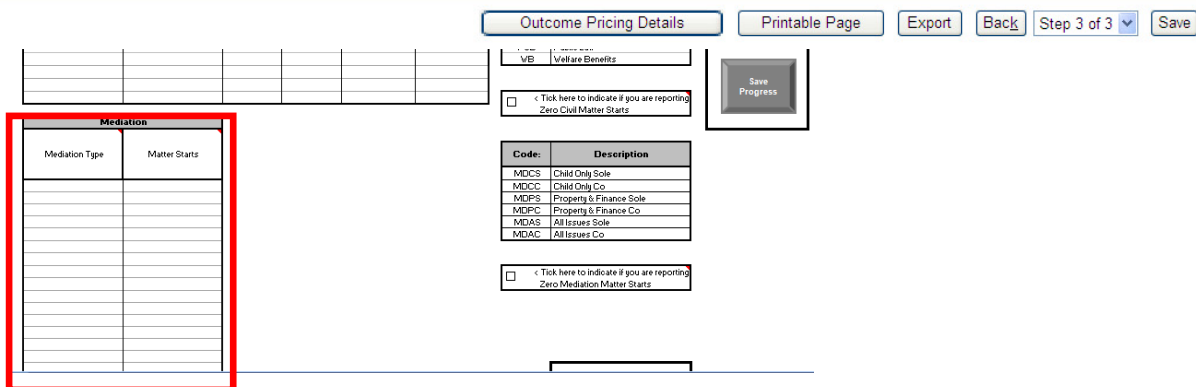 Outcome Pricing Details Printable Page Export Back Step 3 of 3 Save
WB Welfare Benefits
Save
Progress
< Tick here to indicate if you are reporting
Zero Civil Matter Starts
Mediation
Mediation Type Matter Starts
Code: Description
MDCS Child Only Sole
MDCC Child Only Co
MDPS Property & Finance Sole
MDPC Property & Finance Co
MDAS All Issues Sole
MDAC All Issues Co
< Tick here to indicate if you are reporting
Zero Mediation Matter Starts